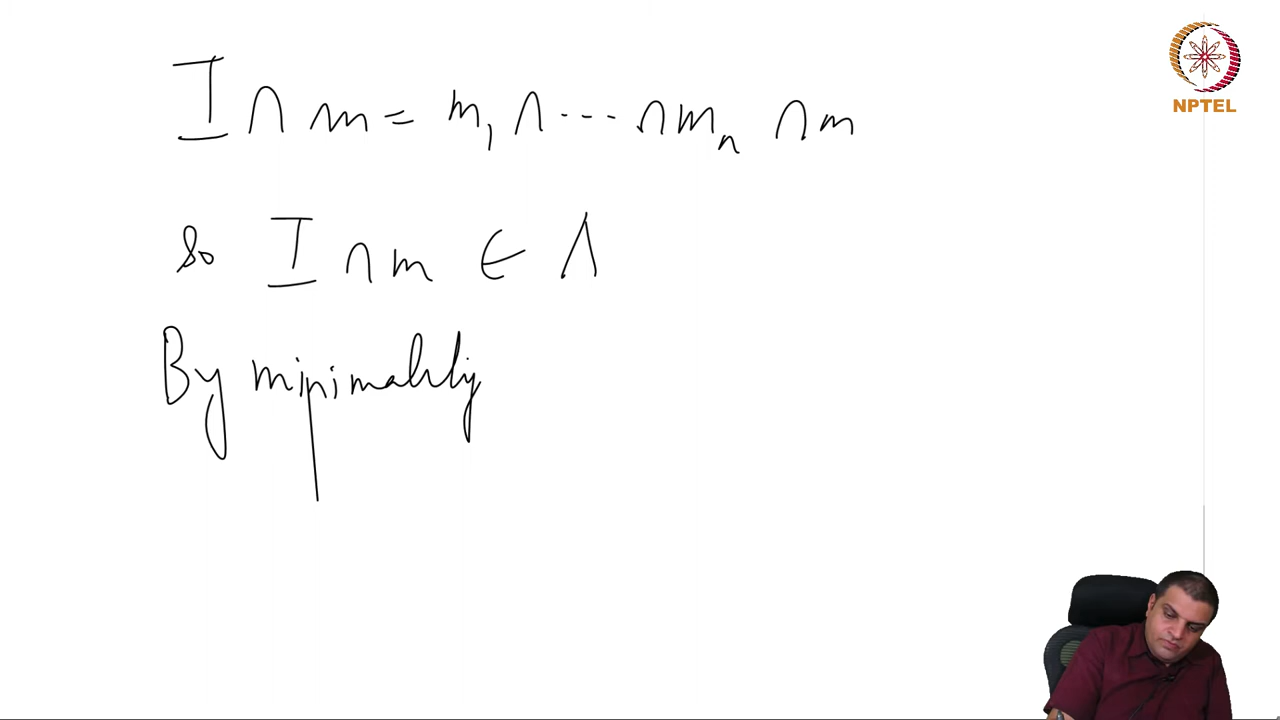 I ∩ m = m₁ ∩ ··· ∩ mₙ ∩ m
so I ∩ m ∈ Λ
By minimality
NPTEL